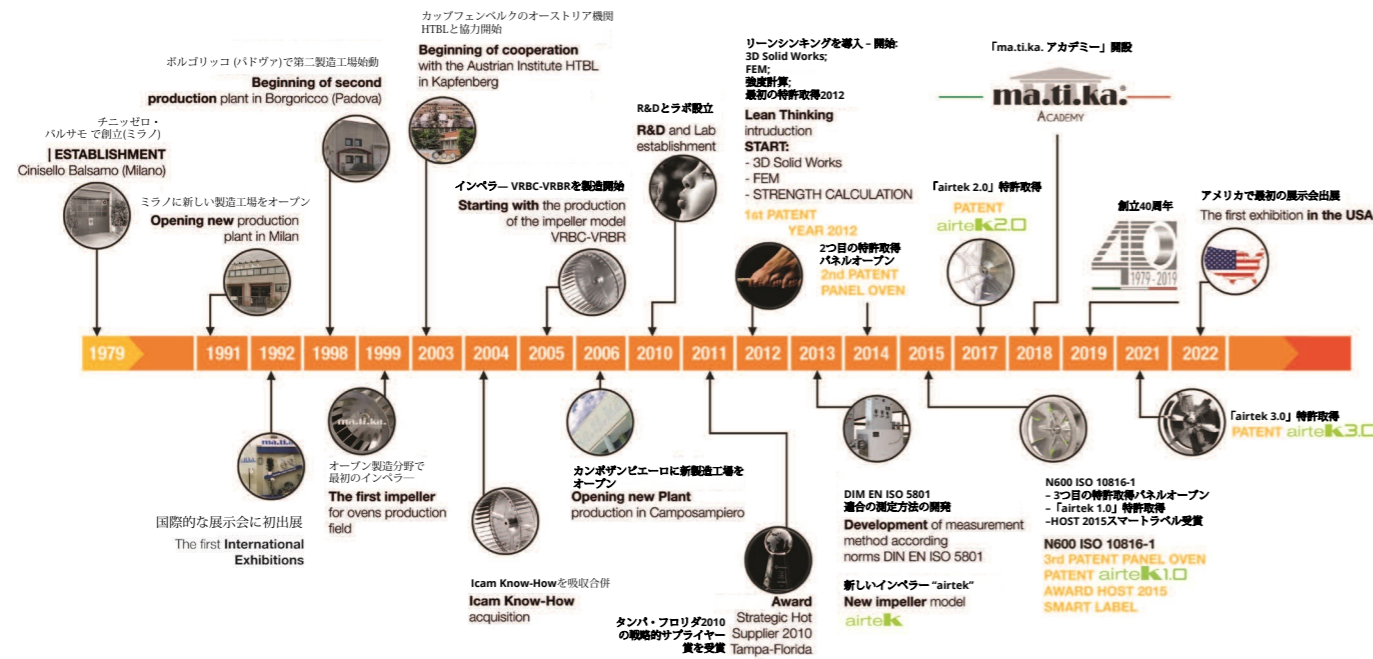 チニッゼロ・
バルサモ で創立(ミラノ)
| ESTABLISHMENT
Cinisello Balsamo (Milano)
ミラノに新しい製造工場をオープン
Opening new production
plant in Milan
ボルゴリッコ (パドヴァ)で第二製造工場始動
Beginning of second
production plant in Borgoricco (Padova)
カップフェンベルクのオーストリア機関
HTBLと協力開始
Beginning of cooperation
with the Austrian Institute HTBL
in Kapfenberg
インペラー VRBC-VRBRを製造開始
Starting with the production
of the impeller model
VRBC-VRBR
R&Dとラボ設立
R&D and Lab
establishment
リーンシンキングを導入 – 開始:
3D Solid Works;
FEM;
強度計算;
最初の特許取得2012
Lean Thinking
intruduction
START:
- 3D Solid Works
- FEM
- STRENGTH CALCULATION
1st PATENT
YEAR 2012
2つ目の特許取得
パネルオーブン
2nd PATENT
PANEL OVEN
「airtek 2.0」特許取得
PATENT
airtek2.0
「ma.ti.ka. アカデミー」開設
ma.ti.ka.
ACADEMY
創立40周年
40
1979-2019
アメリカで最初の展示会出展
The first exhibition in the USA
1979 1991 1992 1998 1999 2003 2004 2005 2006 2010 2011 2012 2013 2014 2015 2017 2018 2019 2021 2022
ma.ti.ka
国際的な展示会に初出展
The first International
Exhibitions
ma.ti.ka.
オーブン製造分野で
最初のインペラー
The first impeller
for ovens production
field
Icam Know-Howを吸収合併
Icam Know-How
acquisition
カンポザンピエーロに新製造工場を
オープン
Opening new Plant
production in Camposampiero
タンパ・フロリダ2010
の戦略的サプライヤー
賞を受賞
Award
Strategic Hot
Supplier 2010
Tampa-Florida
DIM EN ISO 5801
適合の測定方法の開発
Development of measurement
method according
norms DIN EN ISO 5801
新しいインペラー “airtek”
New impeller model
airtek
N600 ISO 10816-1
– 3つ目の特許取得パネルオーブン
–「airtek 1.0」特許取得
–HOST 2015スマートラベル受賞
N600 ISO 10816-1
3rd PATENT PANEL OVEN
PATENT airtek1.0
AWARD HOST 2015
SMART LABEL
「airtek 3.0」特許取得
PATENT airtek3.0